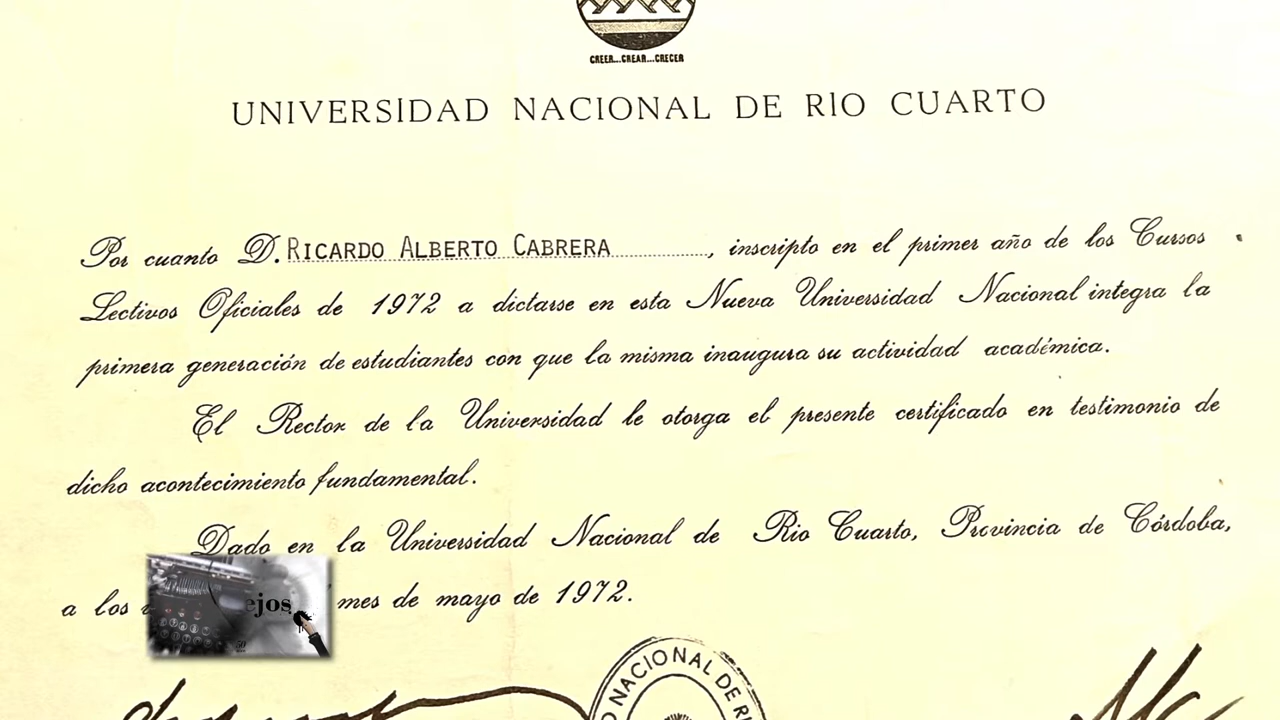 CREER...CREAR...CRECER
UNIVERSIDAD NACIONAL DE RIO CUARTO
Por cuanto D. RICARDO ALBERTO CABRERA, inscripto en el primer año de los Cursos
Lectivos Oficiales de 1972 a dictarse en esta Nueva Universidad Nacional integra la
primera generación de estudiantes con que la misma inaugura su actividad académica.
El Rector de la Universidad le otorga el presente certificado en testimonio de
dicho acontecimiento fundamental.
Dado en la Universidad Nacional de Rio Cuarto, Provincia de Córdoba,
a los mes de mayo de 1972.
ejos
50
NACIONAL DE